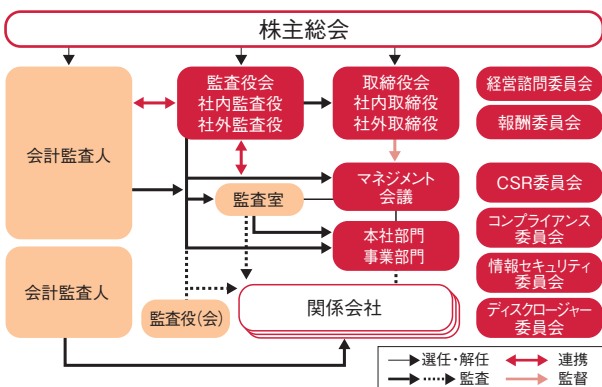 株主総会
会計監査人
監査役会
社内監査役
社外監査役
取締役会
社内取締役
社外取締役
経営諮問委員会
報酬委員会
マネジメント
会議
CSR委員会
監査室
本社部門
事業部門
コンプライアンス
委員会
会計監査人
監査役(会)
関係会社
情報セキュリティ
委員会
ディスクロージャー
委員会
選任・解任
連携
監査
監督